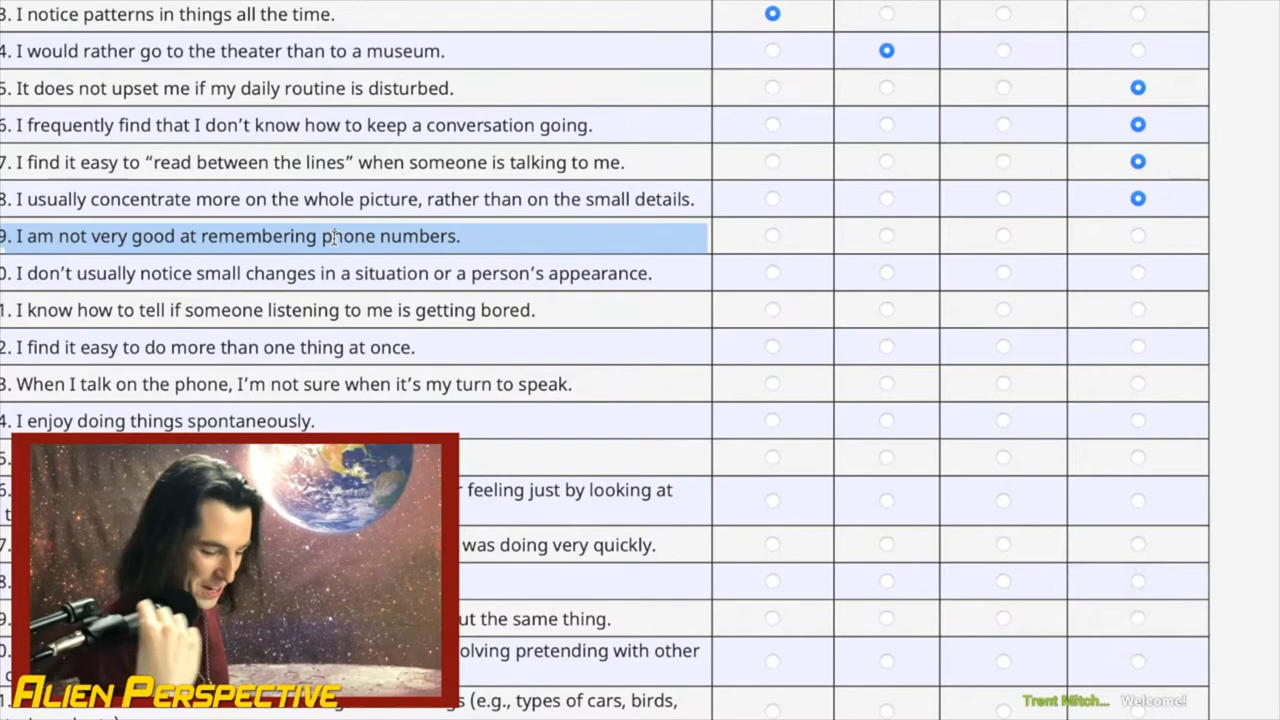 3. I notice patterns in things all the time.
4. I would rather go to the theater than to a museum.
5. It does not upset me if my daily routine is disturbed.
6. I frequently find that I don't know how to keep a conversation going.
7. I find it easy to “read between the lines” when someone is talking to me.
8. I usually concentrate more on the whole picture, rather than on the small details.
9. I am not very good at remembering phone numbers.
0. I don't usually notice small changes in a situation or a person's appearance.
1. I know how to tell if someone listening to me is getting bored.
2. I find it easy to do more than one thing at once.
3. When I talk on the phone, I'm not sure when it's my turn to speak.
4. I enjoy doing things spontaneously.
5.
6. feeling just by looking at
7. was doing very quickly.
8.
9. the same thing.
0. pretending with other
1. (e.g., types of cars, birds,
ALIEN PERSPECTIVE
Trent Mitch... Welcome!